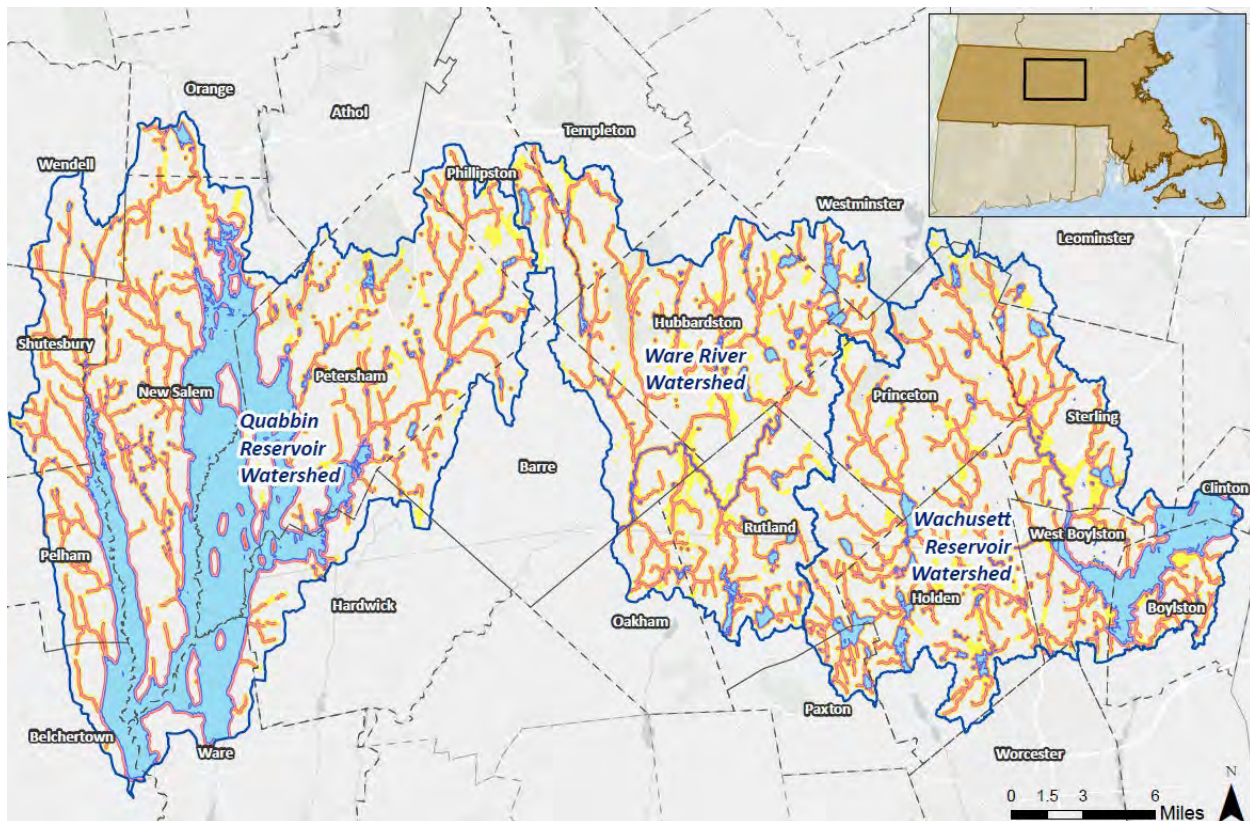 Orange
Athol
Templeton
Wendell
Phillipston
Westminster
Leominster
Hubbardston
Shutesbury
Ware River
Watershed
New Salem
Petersham
Princeton
Sterling
Quabbin
Reservoir
Watershed
Barre
Clinton
Rutland
Wachusett
Reservoir
Watershed
West Boylston
Pelham
Holden
Hardwick
Oakham
Boylston
Paxton
Belchertown
Ware
Worcester
N
0 1.5 3 6
Miles